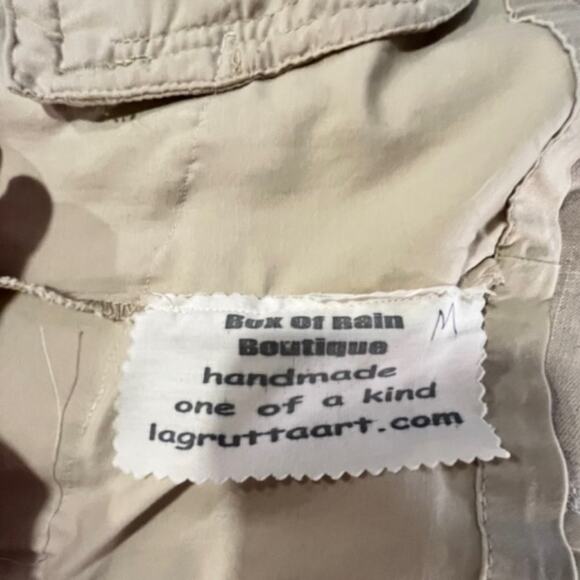 Box Of Rain
Boutique
M
handmade
one of a kind
lagruttaart.com